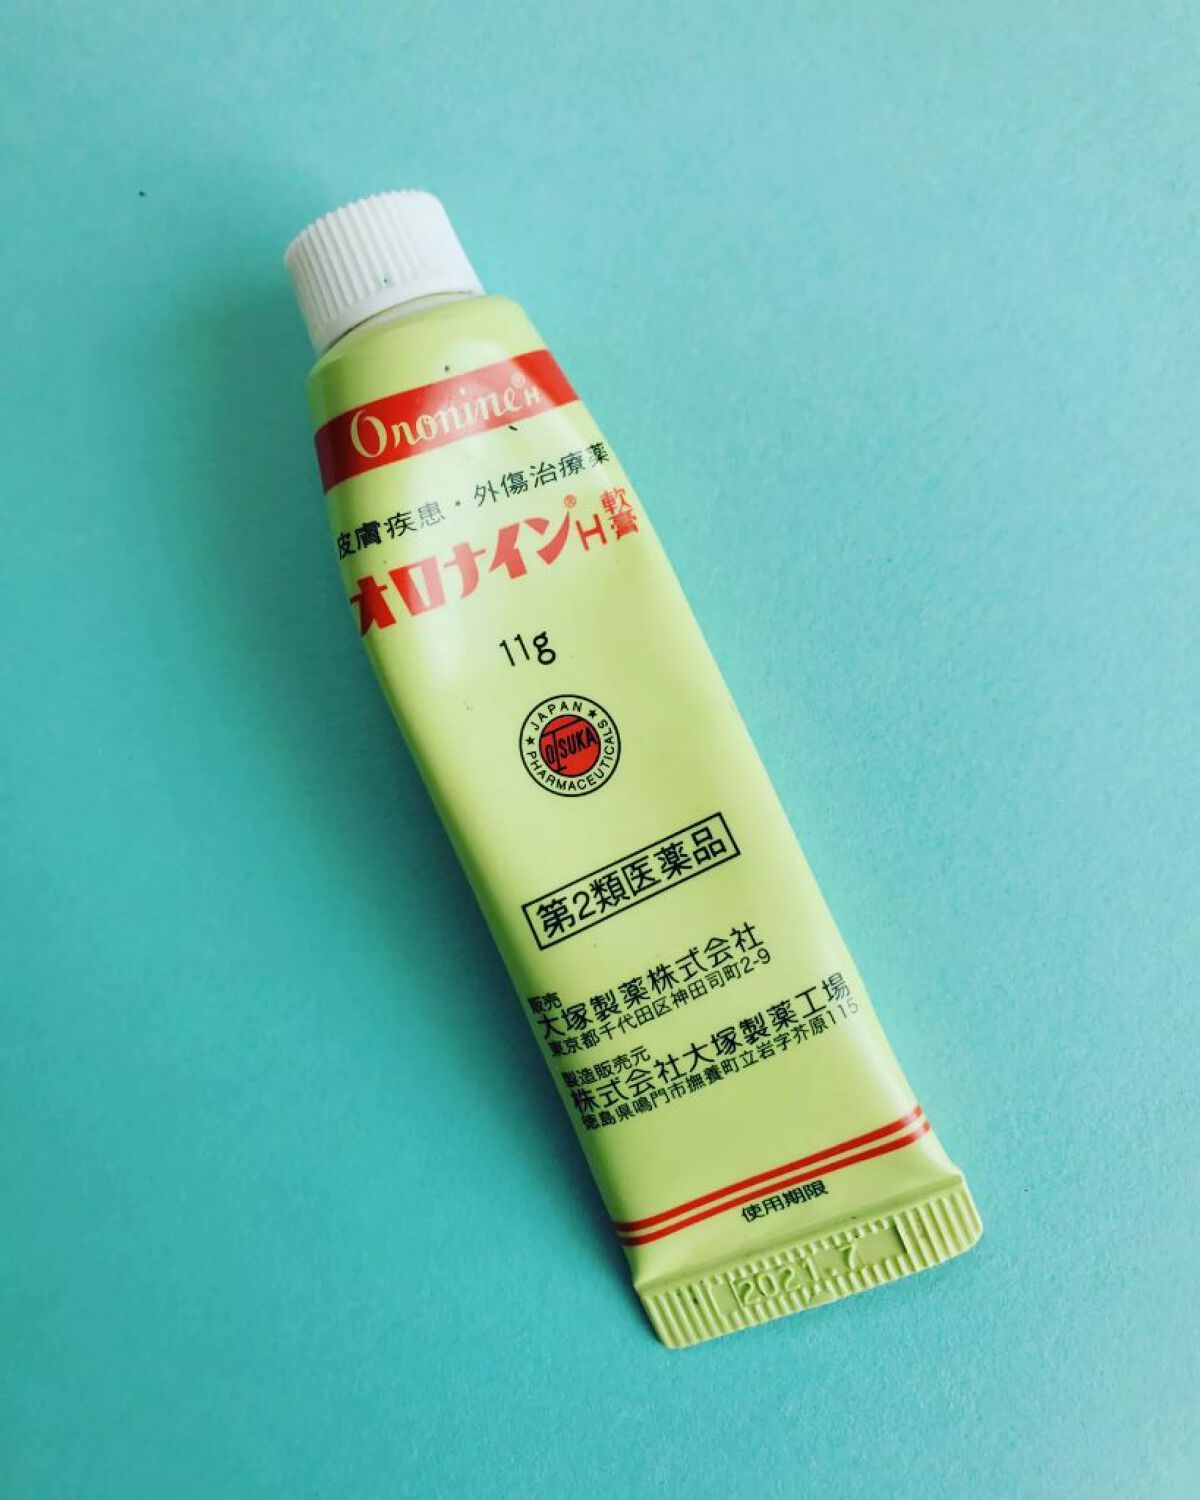 Oronine®H
皮膚疾患・外傷治療薬
オロナイン®H軟膏
11g
★ JAPAN ★ PHARMACEUTICALS
OTSUKA
第2類医薬品
販売
大塚製薬株式会社
東京都千代田区神田司町2-9
製造販売元
株式会社大塚製薬工場
徳島県鳴門市撫養町立岩字芥原115
使用期限
2021.7